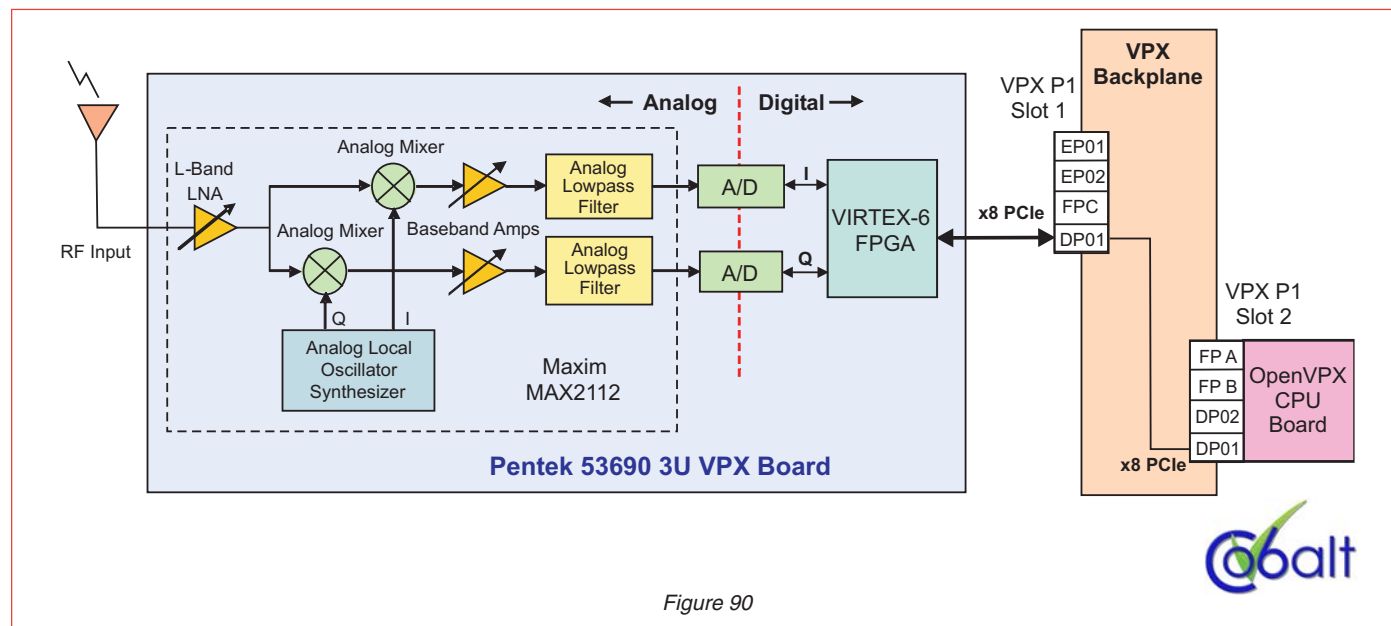 VPX
Backplane
VPX P1
Slot 1
EP01
EP02
FPC
DP01
x8 PCIe
Analog
Digital
L-Band
LNA
RF Input
Analog Mixer
Analog Mixer
Baseband Amps
Analog
Lowpass
Filter
Analog
Lowpass
Filter
A/D
I
A/D
Q
VIRTEX-6
FPGA
Q
I
Analog Local
Oscillator
Synthesizer
Maxim
MAX2112
Pentek 53690 3U VPX Board
VPX P1
Slot 2
FP A
FP B
DP02
DP01
OpenVPX
CPU
Board
x8 PCIe
Cobalt
Figure 90